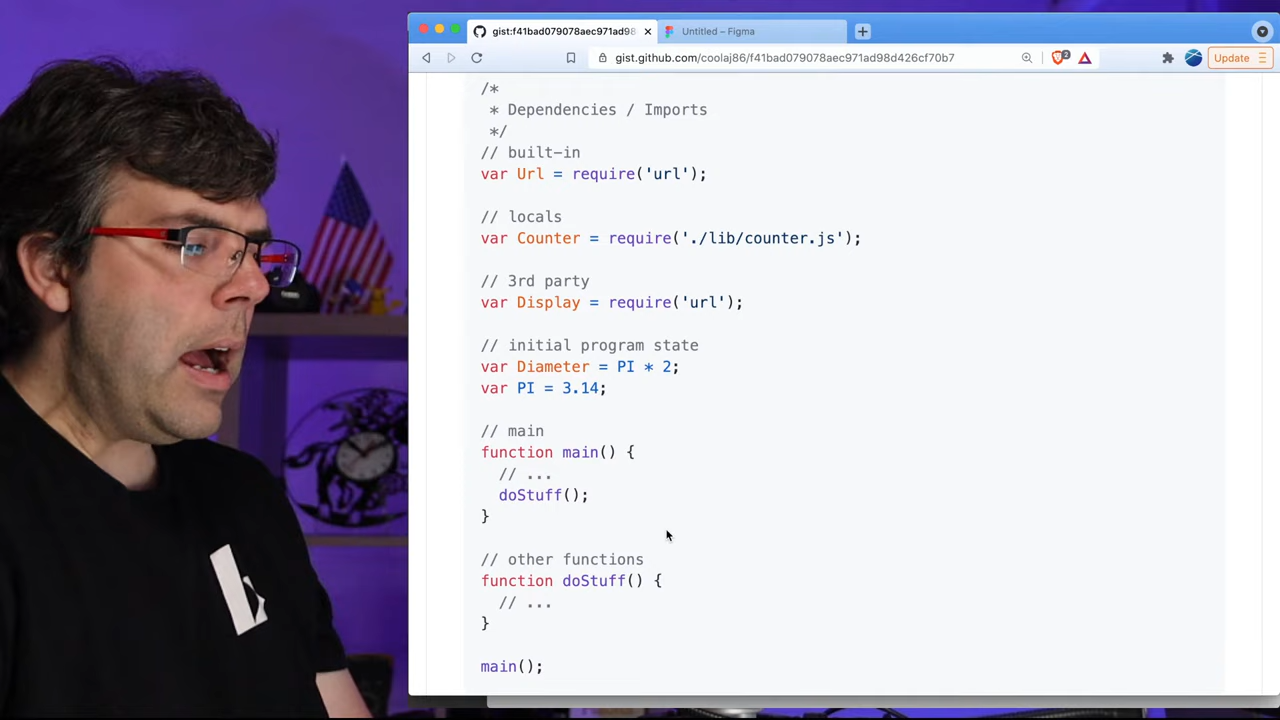 gist:f41bad079078aec971ad98
Untitled – Figma
gist.github.com/coolaj86/f41bad079078aec971ad98d426cf70b7
2
Update
/*
* Dependencies / Imports
*/
// built-in
var Url = require('url');
// locals
var Counter = require('./lib/counter.js');
// 3rd party
var Display = require('url');
// initial program state
var Diameter = PI * 2;
var PI = 3.14;
// main
function main() {
// ...
doStuff();
}
// other functions
function doStuff() {
// ...
}
main();